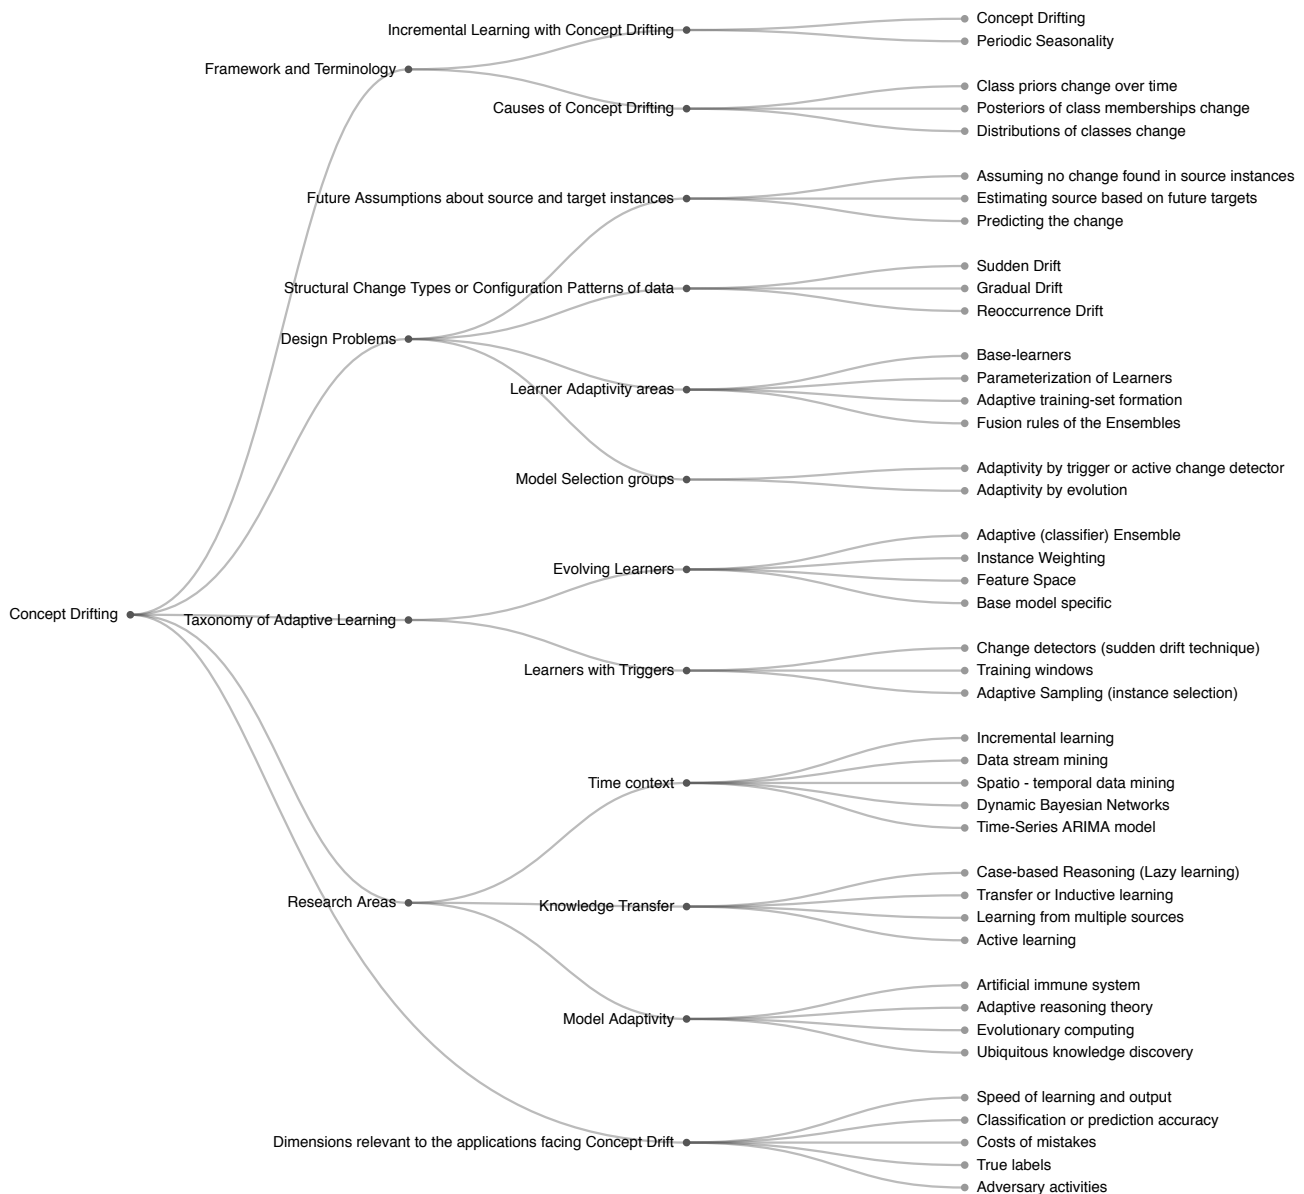 Concept Drifting
Framework and Terminology
Incremental Learning with Concept Drifting
Concept Drifting
Periodic Seasonality
Causes of Concept Drifting
Class priors change over time
Posteriors of class memberships change
Distributions of classes change
Design Problems
Future Assumptions about source and target instances
Assuming no change found in source instances
Estimating source based on future targets
Predicting the change
Structural Change Types or Configuration Patterns of data
Sudden Drift
Gradual Drift
Reoccurrence Drift
Learner Adaptivity areas
Base-learners
Parameterization of Learners
Adaptive training-set formation
Fusion rules of the Ensembles
Model Selection groups
Adaptivity by trigger or active change detector
Adaptivity by evolution
Taxonomy of Adaptive Learning
Evolving Learners
Adaptive (classifier) Ensemble
Instance Weighting
Feature Space
Base model specific
Learners with Triggers
Change detectors (sudden drift technique)
Training windows
Adaptive Sampling (instance selection)
Research Areas
Time context
Incremental learning
Data stream mining
Spatio - temporal data mining
Dynamic Bayesian Networks
Time-Series ARIMA model
Knowledge Transfer
Case-based Reasoning (Lazy learning)
Transfer or Inductive learning
Learning from multiple sources
Active learning
Model Adaptivity
Artificial immune system
Adaptive reasoning theory
Evolutionary computing
Ubiquitous knowledge discovery
Dimensions relevant to the applications facing Concept Drift
Speed of learning and output
Classification or prediction accuracy
Costs of mistakes
True labels
Adversary activities